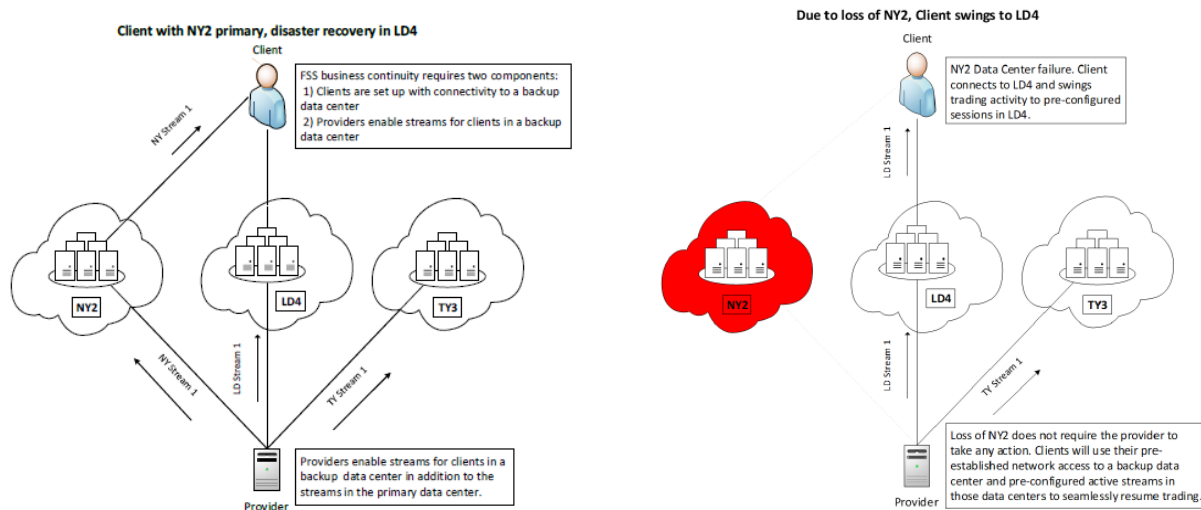 Client with NY2 primary, disaster recovery in LD4
Client
FSS business continuity requires two components:
1) Clients are set up with connectivity to a backup
data center
2) Providers enable streams for clients in a backup
data center
NY Stream 1
NY2
LD4
TY3
NY Stream 1
LD Stream 1
TY Stream 1
Providers enable streams for clients in a
backup data center in addition to the
streams in the primary data center.
Provider
Due to loss of NY2, Client swings to LD4
Client
NY2 Data Center failure. Client
connects to LD4 and swings
trading activity to pre-configured
sessions in LD4.
LD Stream 1
NY2
LD4
TY3
LD Stream 1
TY Stream 1
Loss of NY2 does not require the provider to
take any action. Clients will use their pre-
established network access to a backup data
center and pre-configured active streams in
those data centers to seamlessly resume trading.
Provider